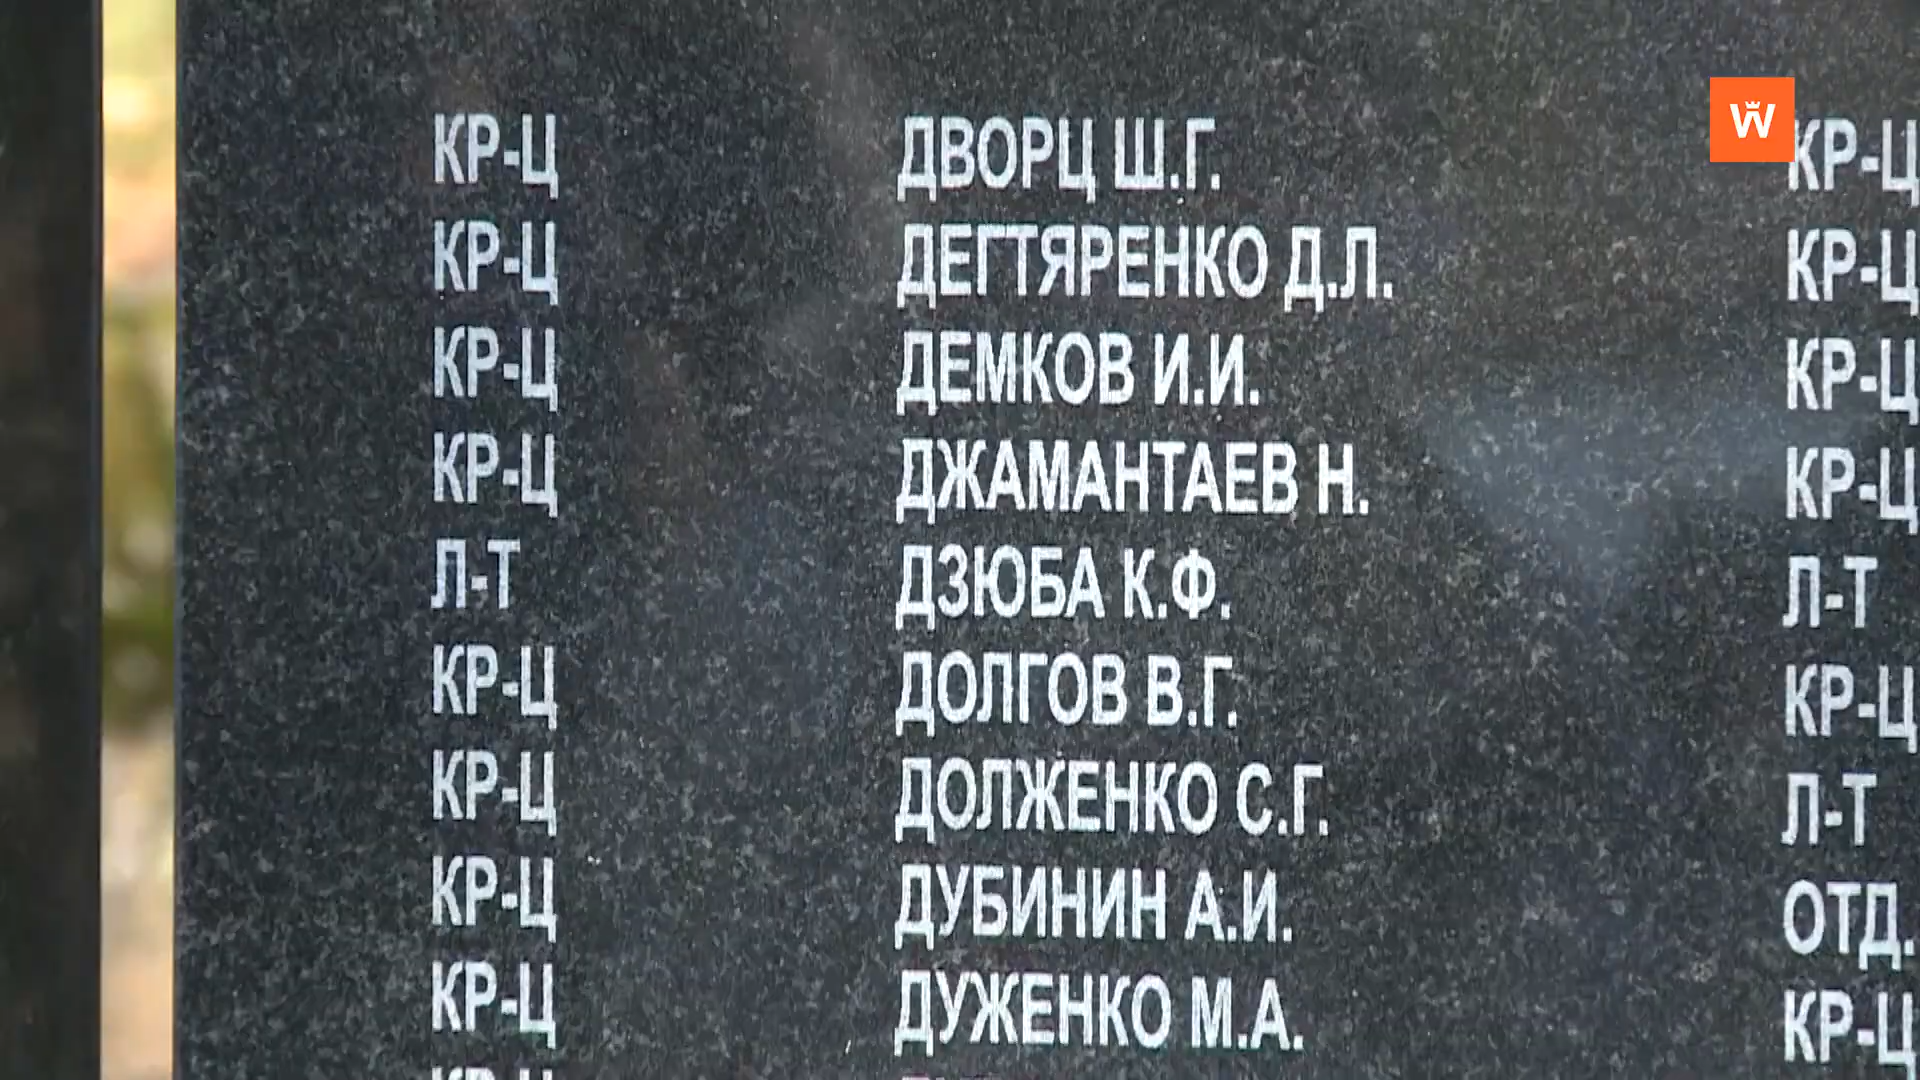 W
КР-Ц ДВОРЦ Ш.Г. КР-Ц
КР-Ц ДЕГТЯРЕНКО Д.Л. КР-Ц
КР-Ц ДЕМКОВ И.И. КР-Ц
КР-Ц ДЖАМАНТАЕВ Н. КР-Ц
Л-Т ДЗЮБА К.Ф. Л-Т
КР-Ц ДОЛГОВ В.Г. КР-Ц
КР-Ц ДОЛЖЕНКО С.Г. Л-Т
КР-Ц ДУБИНИН А.И. ОТД.
КР-Ц ДУЖЕНКО М.А. КР-Ц